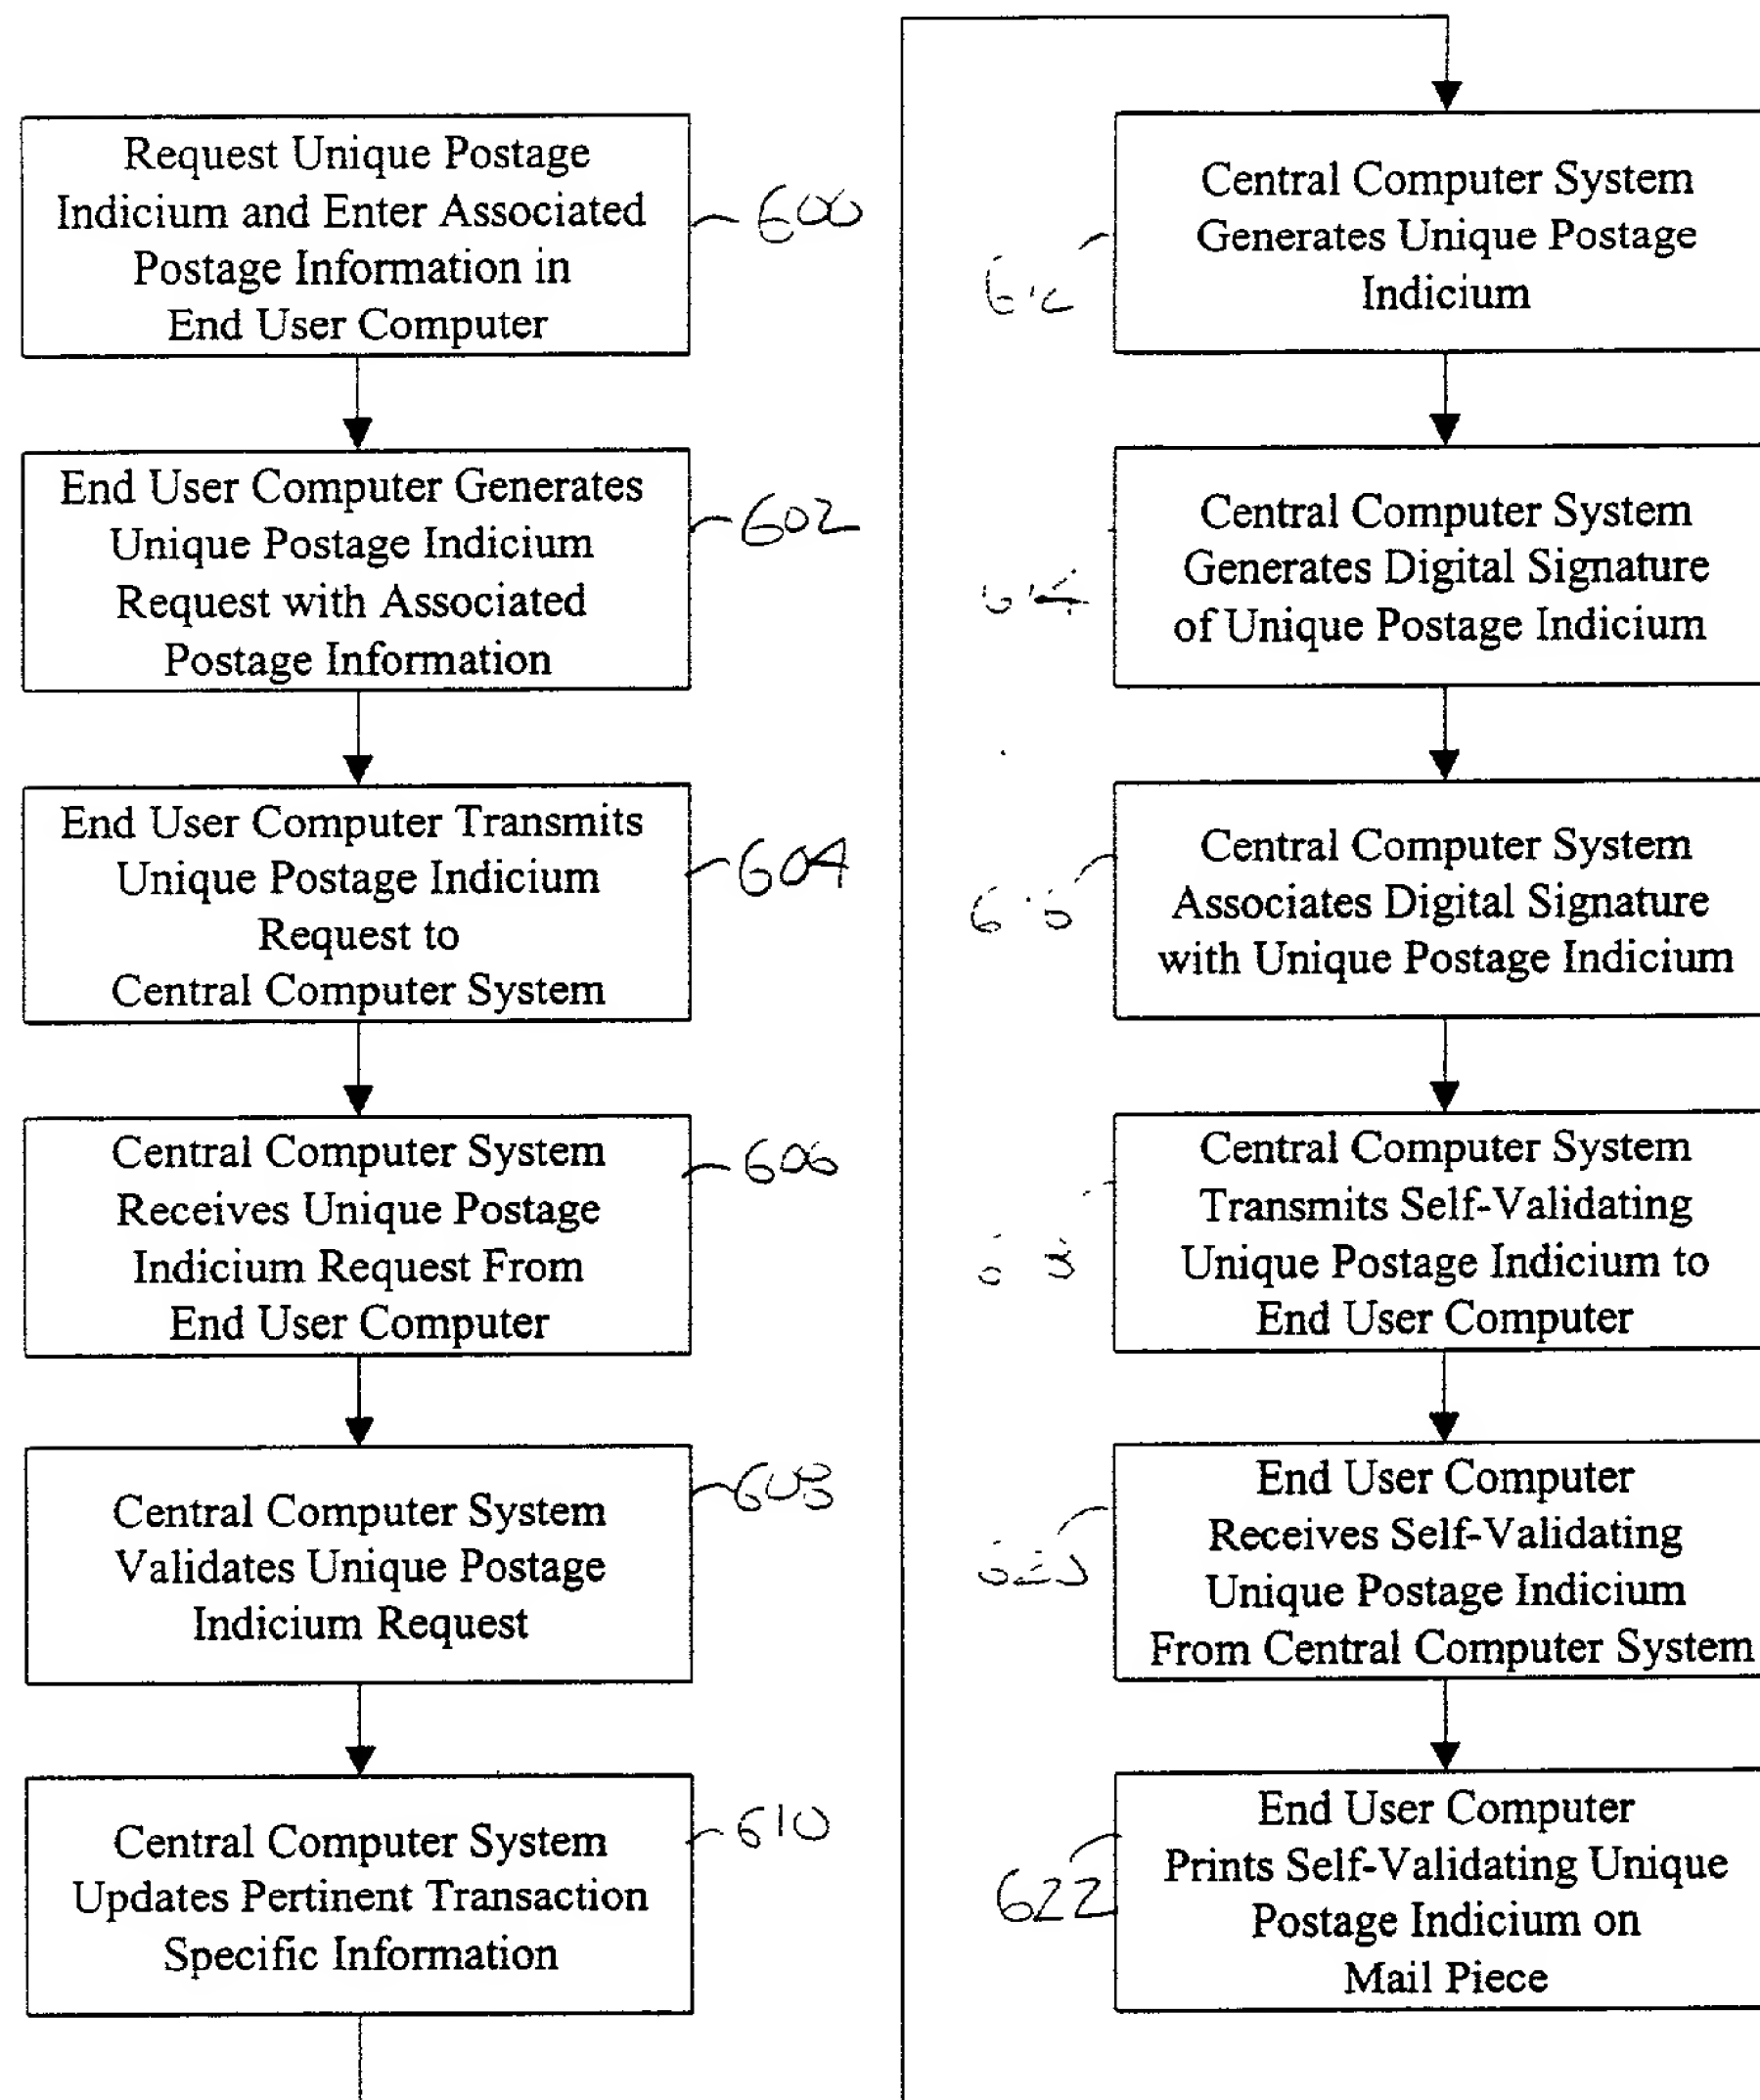 Request Unique Postage
Indicium and Enter Associated
Postage Information in
End User Computer
600
End User Computer Generates
Unique Postage Indicium
Request with Associated
Postage Information
602
End User Computer Transmits
Unique Postage Indicium
Request to
Central Computer System
604
Central Computer System
Receives Unique Postage
Indicium Request From
End User Computer
606
Central Computer System
Validates Unique Postage
Indicium Request
608
Central Computer System
Updates Pertinent Transaction
Specific Information
610
Central Computer System
Generates Unique Postage
Indicium
Central Computer System
Generates Digital Signature
of Unique Postage Indicium
Central Computer System
Associates Digital Signature
with Unique Postage Indicium
Central Computer System
Transmits Self-Validating
Unique Postage Indicium to
End User Computer
End User Computer
Receives Self-Validating
Unique Postage Indicium
From Central Computer System
End User Computer
Prints Self-Validating Unique
Postage Indicium on
Mail Piece
622